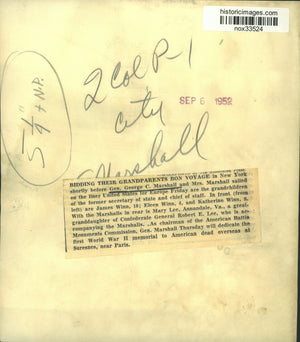 historicimages.com
nox33524
5 1/4" + N.P.
2 Col P-1
City
Marshall
SEP 6 1952
BIDDING THEIR GRANDPARENTS BON VOYAGE in New York
shortly before Gen. George C. Marshall and Mrs. Marshall sailed
on the liner United States for Europe Friday are the grandchildren
of the former secretary of state and chief of staff. In front (from
left) are James Winn, 10; Eileen Winn, 4, and Katherine Winn, 8.
With the Marshalls in rear is Mary Lee, Annandale, Va., a great-
granddaughter of Confederate General Robert E. Lee, who is ac-
companying the Marshalls. As chairman of the American Battle
Monuments Commission, Gen. Marshall Thursday will dedicate the
first World War II memorial to American dead overseas at
Suresnes, near Paris.